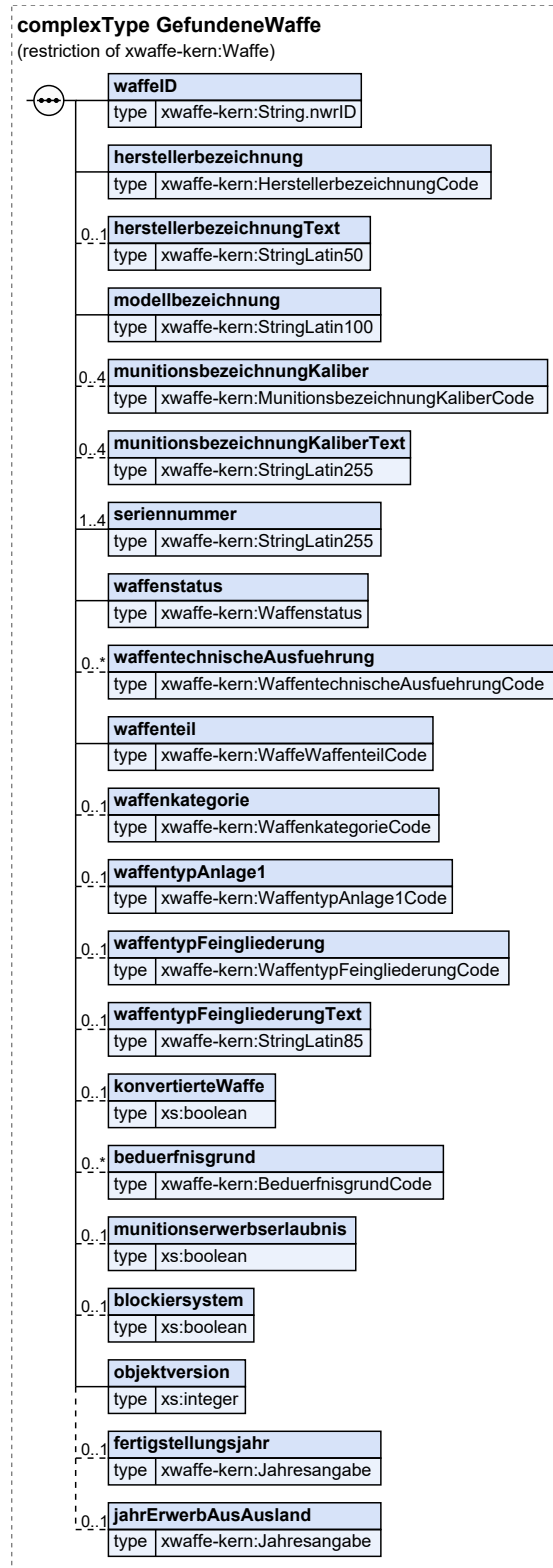 complexType GefundeneWaffe
(restriction of xwaffe-kern:Waffe)
waffeID
type xwaffe-kern:String.nwrID
herstellerbezeichnung
type xwaffe-kern:HerstellerbezeichnungCode
0..1 herstellerbezeichnungText
type xwaffe-kern:StringLatin50
modellbezeichnung
type xwaffe-kern:StringLatin100
0..4 munitionsbezeichnungKaliber
type xwaffe-kern:MunitionsbezeichnungKaliberCode
0..4 munitionsbezeichnungKaliberText
type xwaffe-kern:StringLatin255
1..4 seriennummer
type xwaffe-kern:StringLatin255
waffenstatus
type xwaffe-kern:Waffenstatus
0..* waffentechnischeAusfuehrung
type xwaffe-kern:WaffentechnischeAusfuehrungCode
waffenteil
type xwaffe-kern:WaffeWaffenteilCode
0..1 waffenkategorie
type xwaffe-kern:WaffenkategorieCode
0..1 waffentypAnlage1
type xwaffe-kern:WaffentypAnlage1Code
0..1 waffentypFeingliederung
type xwaffe-kern:WaffentypFeingliederungCode
0..1 waffentypFeingliederungText
type xwaffe-kern:StringLatin85
0..1 konvertierteWaffe
type xs:boolean
0..* beduerfnisgrund
type xwaffe-kern:BeduerfnisgrundCode
0..1 munitionserwerbserlaubnis
type xs:boolean
0..1 blockiersystem
type xs:boolean
objektversion
type xs:integer
0..1 fertigstellungsjahr
type xwaffe-kern:Jahresangabe
0..1 jahrErwerbAusAusland
type xwaffe-kern:Jahresangabe